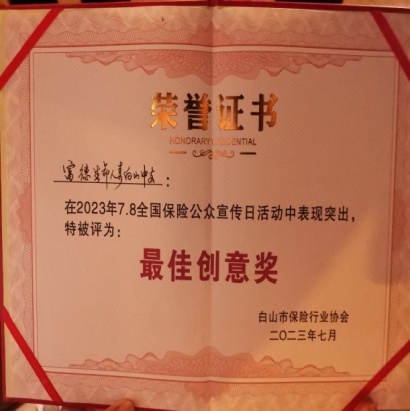 荣誉证书
HONORARY CREDENTIAL
富德生命人寿白山中支：
在2023年7.8全国保险公众宣传日活动中表现突出，
特被评为：
最佳创意奖
白山市保险行业协会
二〇二三年七月